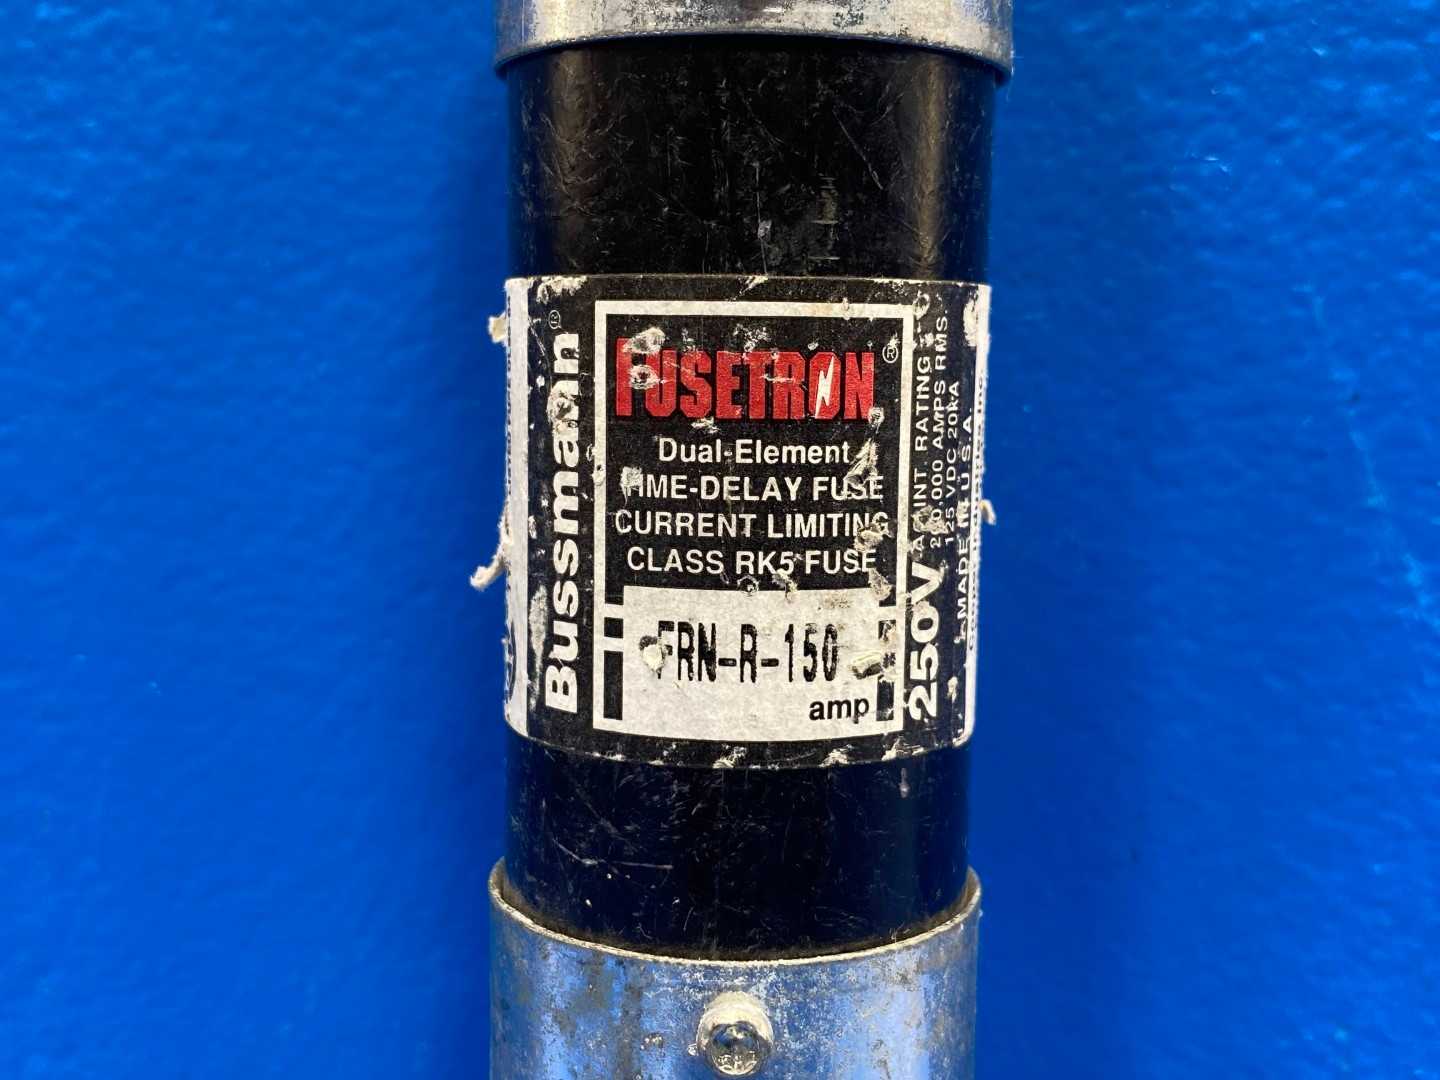 Bussmann®
FUSETRON®
Dual-Element
TIME-DELAY FUSE
CURRENT LIMITING
CLASS RK5 FUSE
FRN-R-150
amp
250V
INT. RATING
200,000 AMPS RMS.
125 VDC 20kA
MADE IN U.S.A.